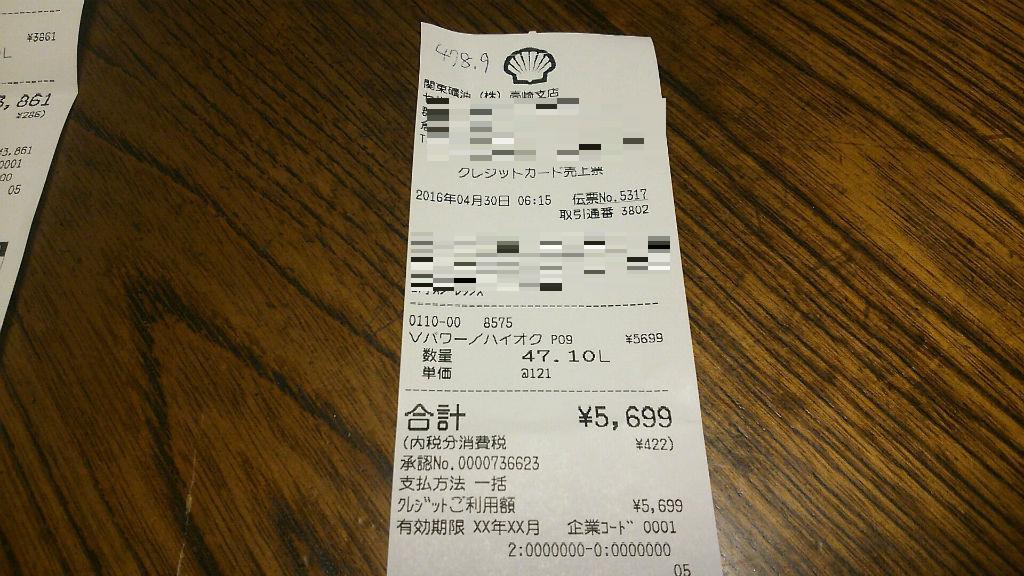 ¥3861
L
3,861
¥286)
¥3,861
0001
00
05
478.9
関東礦油（株）高崎支店
クレジットカード売上票
2016年04月30日 06:15 伝票No.5317
取引通番 3802
0110-00 8575
Vパワー／ハイオク P09 ¥5699
数量 47.10L
単価 @121
合計 ¥5,699
(内税分消費税 ¥422)
承認No.0000736623
支払方法 一括
クレジットご利用額 ¥5,699
有効期限 XX年XX月 企業コード 0001
2:0000000-0:0000000
05